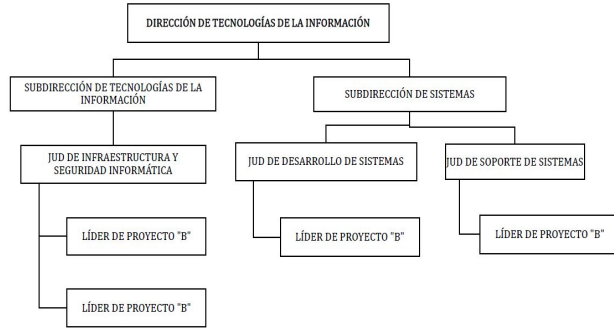 DIRECCIÓN DE TECNOLOGÍAS DE LA INFORMACIÓN
SUBDIRECCIÓN DE TECNOLOGÍAS DE LA
INFORMACIÓN
SUBDIRECCIÓN DE SISTEMAS
JUD DE INFRAESTRUCTURA Y
SEGURIDAD INFORMÁTICA
JUD DE DESARROLLO DE SISTEMAS
JUD DE SOPORTE DE SISTEMAS
LÍDER DE PROYECTO "B"
LÍDER DE PROYECTO "B"
LÍDER DE PROYECTO "B"
LÍDER DE PROYECTO "B"